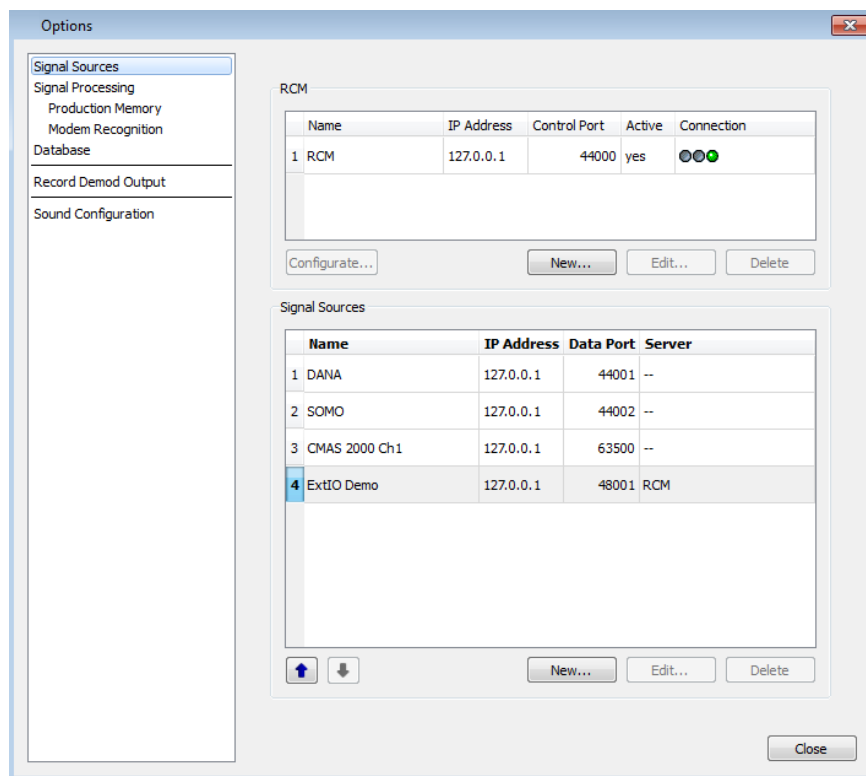 Options
Signal Sources
Signal Processing
Production Memory
Modem Recognition
Database
Record Demod Output
Sound Configuration
RCM
Name IP Address Control Port Active Connection
1 RCM 127.0.0.1 44000 yes
Configurate... New... Edit... Delete
Signal Sources
Name IP Address Data Port Server
1 DANA 127.0.0.1 44001 --
2 SOMO 127.0.0.1 44002 --
3 CMAS 2000 Ch1 127.0.0.1 63500 --
4 ExtIO Demo 127.0.0.1 48001 RCM
New... Edit... Delete
Close